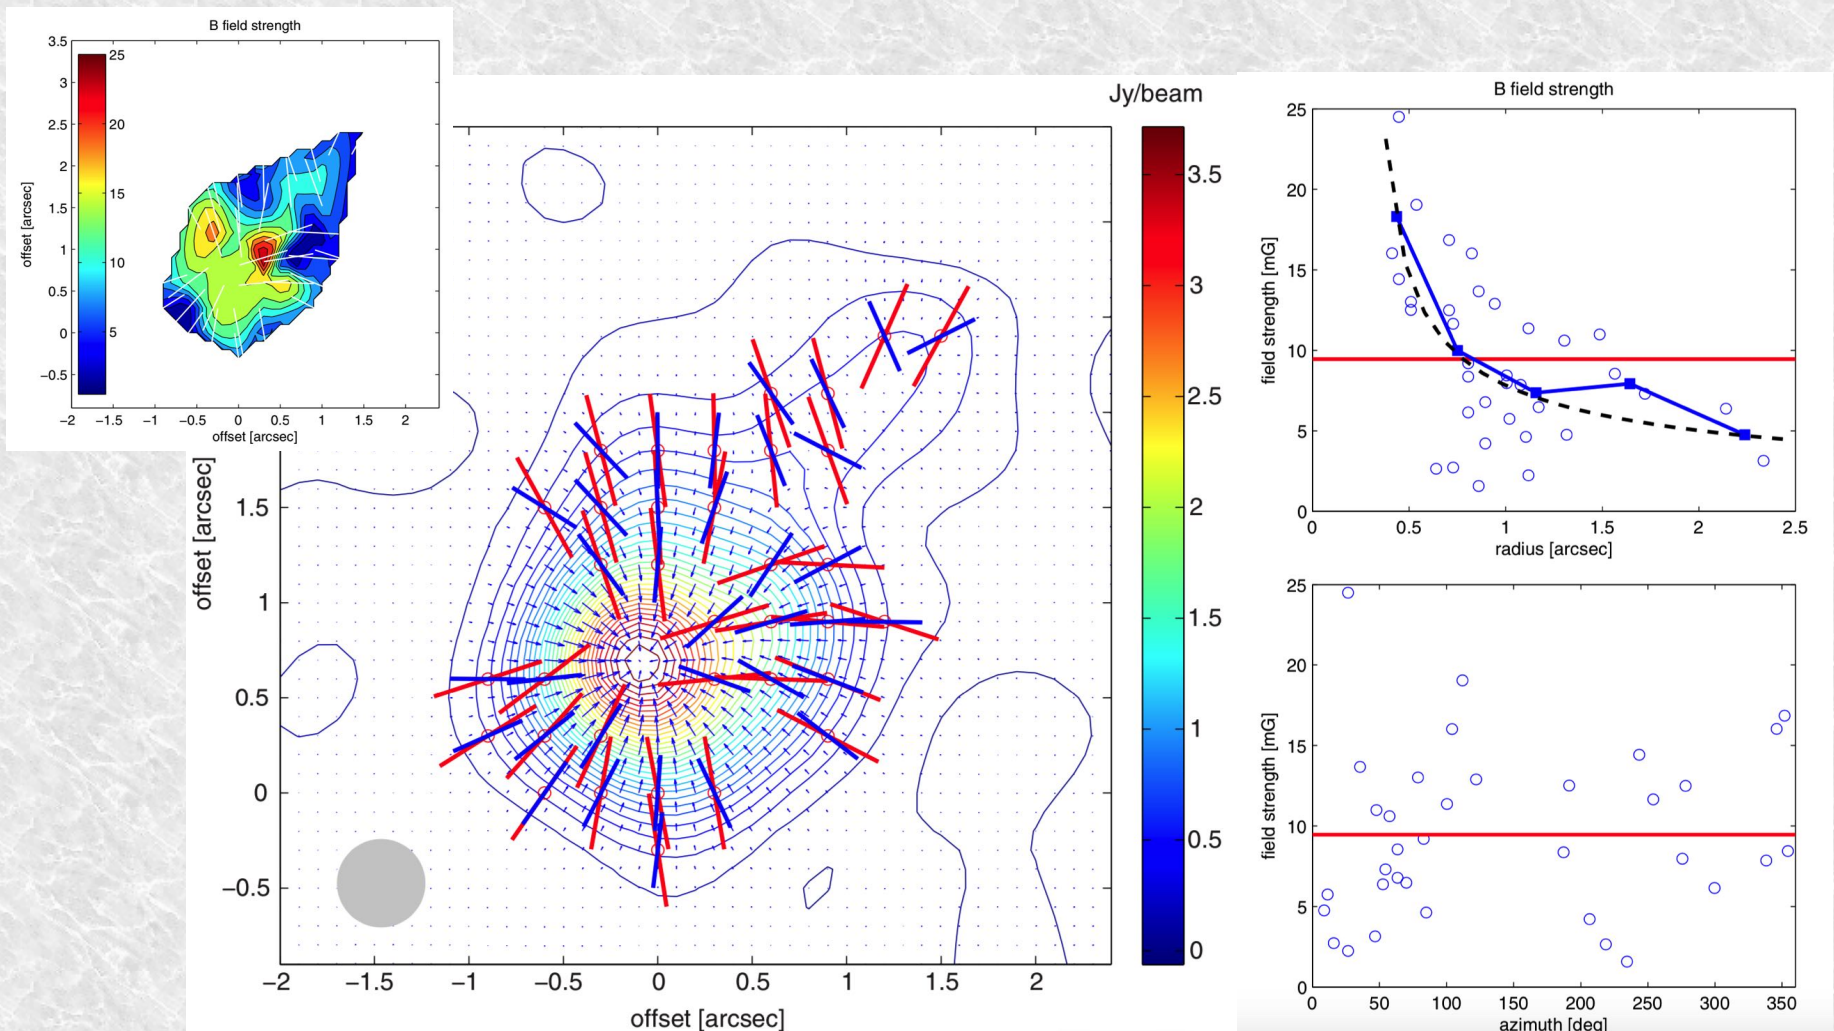 B field strength
3.5
3
2.5
2
1.5
1
0.5
0
−0.5
25
20
15
10
5
−2 −1.5 −1 −0.5 0 0.5 1 1.5 2
offset [arcsec]
offset [arcsec]
Jy/beam
3.5
3
2.5
2
1.5
1
0.5
0
1.5
1
0.5
0
−0.5
offset [arcsec]
−2 −1.5 −1 −0.5 0 0.5 1 1.5 2
offset [arcsec]
B field strength
25
20
15
10
5
0
field strength [mG]
0 0.5 1 1.5 2 2.5
radius [arcsec]
25
20
15
10
5
0
field strength [mG]
0 50 100 150 200 250 300 350
azimuth [deg]